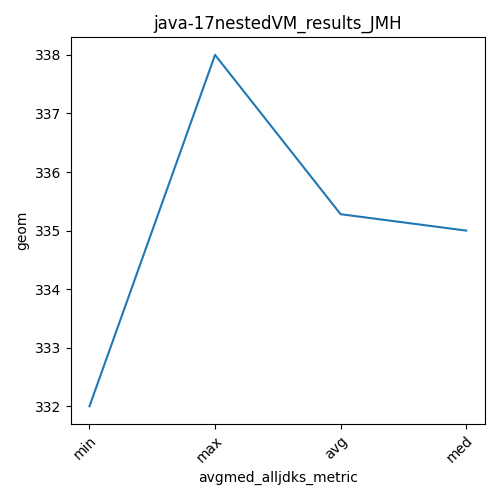 java-17nestedVM_results_JMH
geom
338
337
336
335
334
333
332
min
max
avg
med
avgmed_alljdks_metric